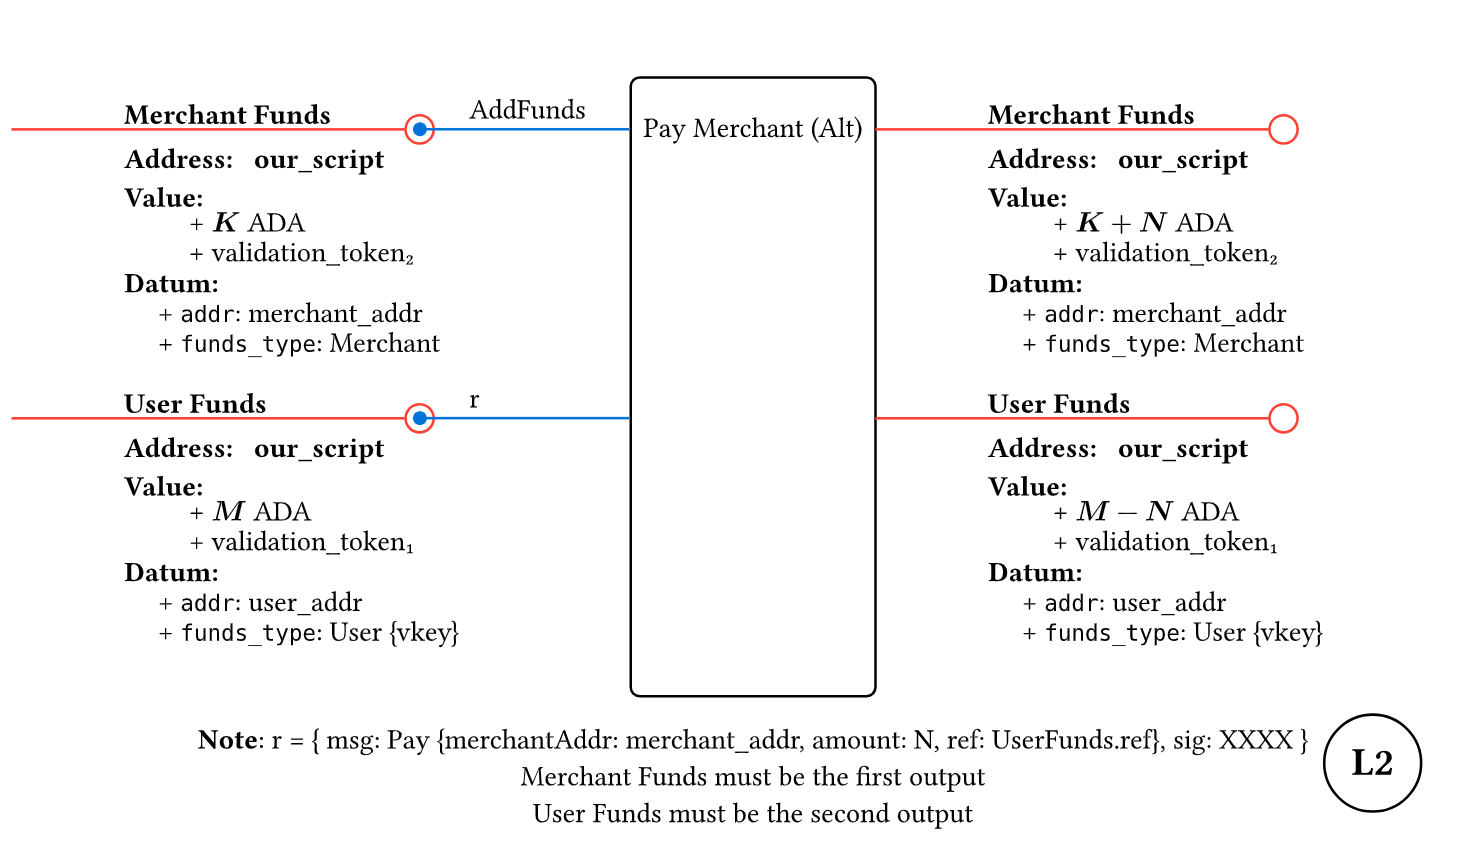 Merchant Funds
Address: our_script
Value:
+ K ADA
+ validation_token₂
Datum:
+ addr: merchant_addr
+ funds_type: Merchant
User Funds
Address: our_script
Value:
+ M ADA
+ validation_token₁
Datum:
+ addr: user_addr
+ funds_type: User {vkey}
AddFunds
r
Pay Merchant (Alt)
Merchant Funds
Address: our_script
Value:
+ K + N ADA
+ validation_token₂
Datum:
+ addr: merchant_addr
+ funds_type: Merchant
User Funds
Address: our_script
Value:
+ M − N ADA
+ validation_token₁
Datum:
+ addr: user_addr
+ funds_type: User {vkey}
Note: r = { msg: Pay {merchantAddr: merchant_addr, amount: N, ref: UserFunds.ref}, sig: XXXX }
Merchant Funds must be the first output
User Funds must be the second output
L2